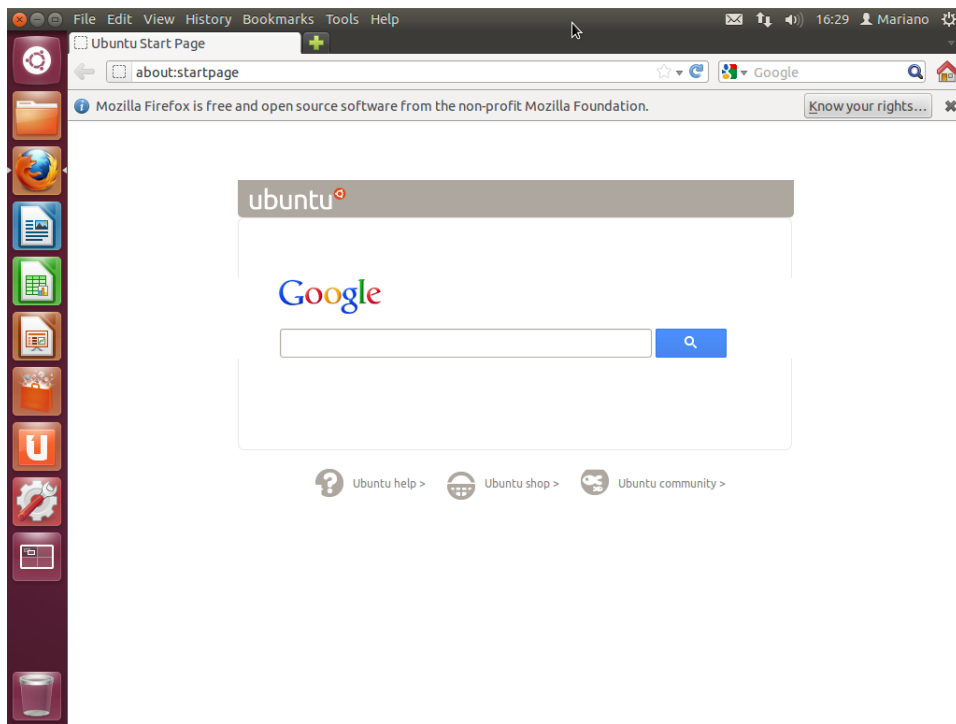 File Edit View History Bookmarks Tools Help 16:29 Mariano
Ubuntu Start Page
about:startpage Google
Mozilla Firefox is free and open source software from the non-profit Mozilla Foundation. Know your rights...
ubuntu
Google
Ubuntu help > Ubuntu shop > Ubuntu community >